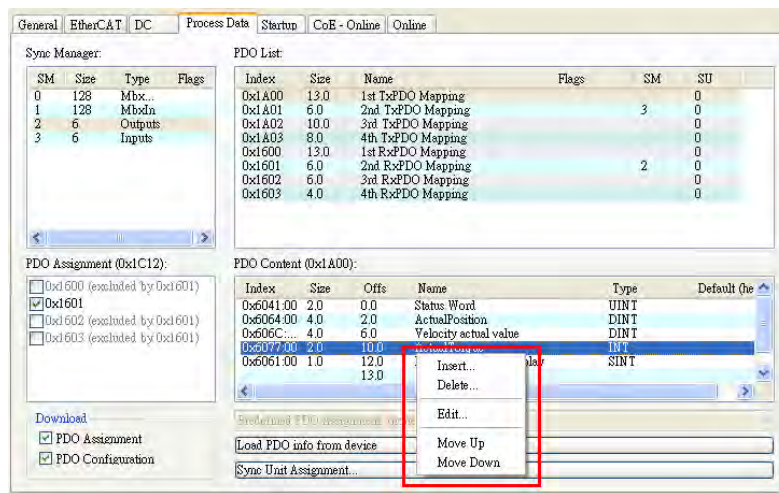 General EtherCAT DC Process Data Startup CoE - Online Online
Sync Manager:
SM Size Type Flags
0 128 Mbx...
1 128 MbxIn
2 6 Outputs
3 6 Inputs
PDO List:
Index Size Name Flags SM SU
0x1A00 13.0 1st TxPDO Mapping 0
0x1A01 6.0 2nd TxPDO Mapping 3 0
0x1A02 10.0 3rd TxPDO Mapping 0
0x1A03 8.0 4th TxPDO Mapping 0
0x1600 13.0 1st RxPDO Mapping 0
0x1601 6.0 2nd RxPDO Mapping 2 0
0x1602 6.0 3rd RxPDO Mapping 0
0x1603 4.0 4th RxPDO Mapping 0
PDO Assignment (0x1C12):
0x1600 (excluded by 0x1601)
0x1601
0x1602 (excluded by 0x1601)
0x1603 (excluded by 0x1601)
PDO Content (0x1A00):
Index Size Offs Name Type Default (he
0x6041:00 2.0 0.0 Status Word UINT
0x6064:00 4.0 2.0 ActualPosition DINT
0x606C:... 4.0 6.0 Velocity actual value DINT
0x6077:00 2.0 10.0 ActualTorque INT
0x6061:00 1.0 12.0 play SINT
13.0
Insert...
Delete...
Edit...
Move Up
Move Down
Download
PDO Assignment
PDO Configuration
Predefined PDO Assignment:
Load PDO info from device
Sync Unit Assignment...